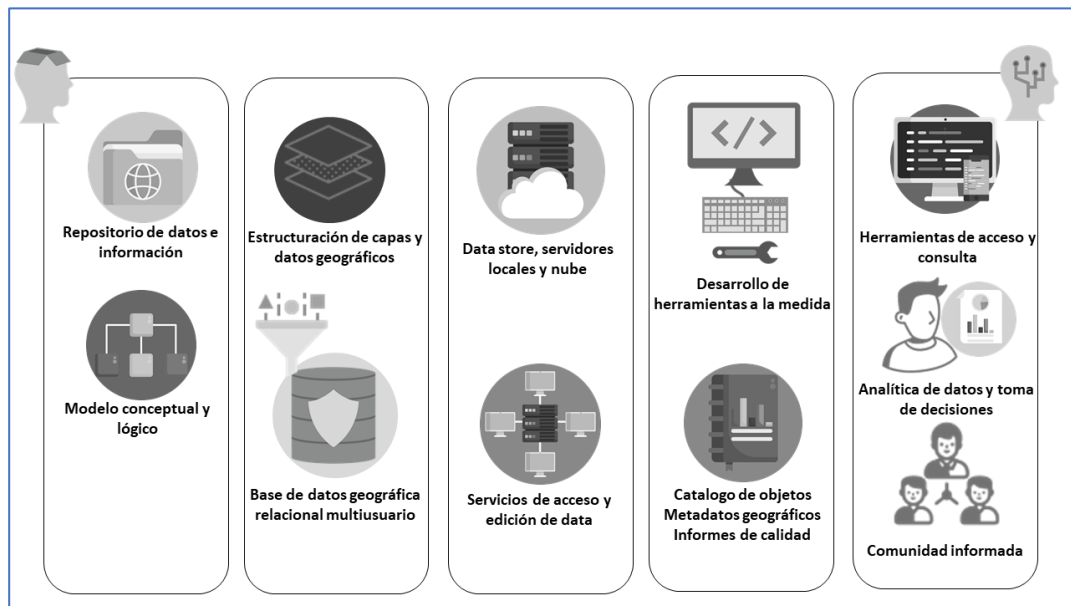 Repositorio de datos e
información
Modelo conceptual y
lógico
Estructuración de capas y
datos geográficos
Base de datos geográfica
relacional multiusuario
Data store, servidores
locales y nube
Servicios de acceso y
edición de data
Desarrollo de
herramientas a la medida
Catalogo de objetos
Metadatos geográficos
Informes de calidad
Herramientas de acceso y
consulta
Analítica de datos y toma
de decisiones
Comunidad informada